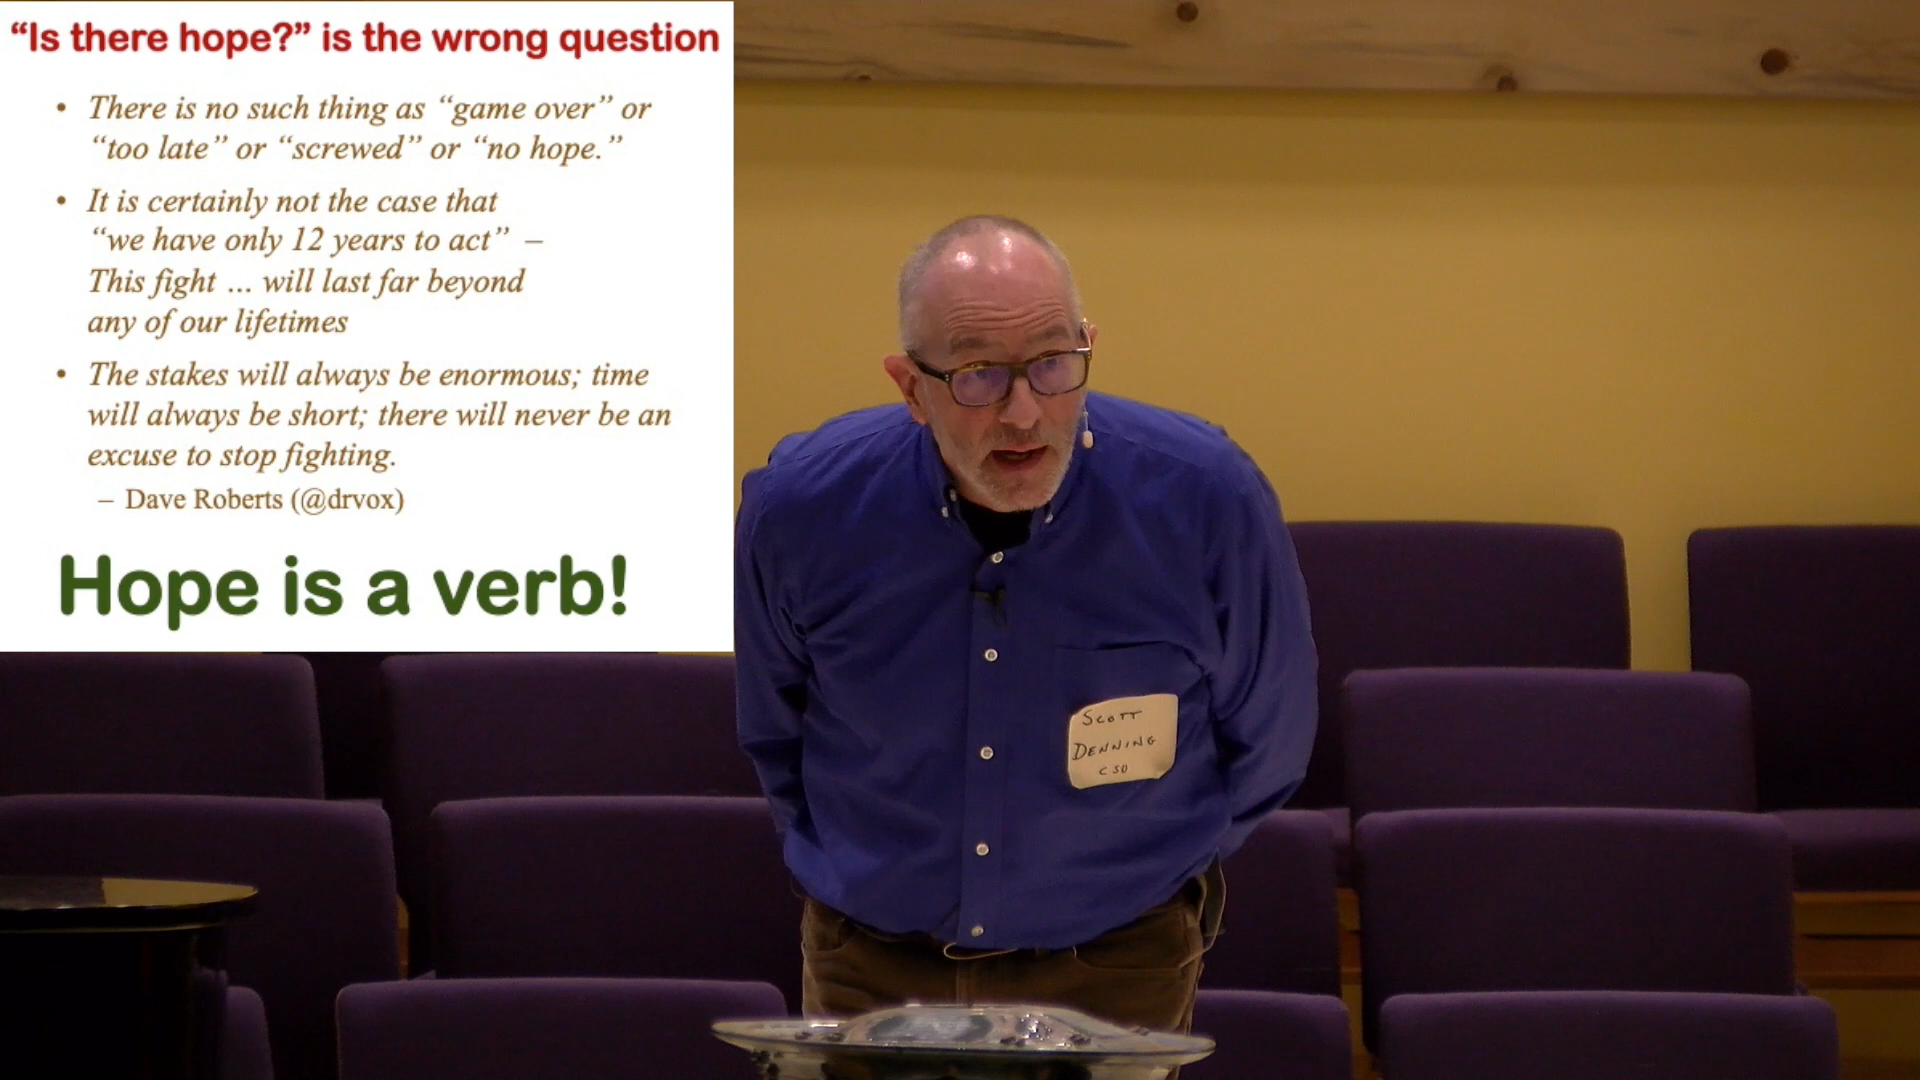 “Is there hope?” is the wrong question
• There is no such thing as “game over” or
“too late” or “screwed” or “no hope.”
• It is certainly not the case that
“we have only 12 years to act” –
This fight ... will last far beyond
any of our lifetimes
• The stakes will always be enormous; time
will always be short; there will never be an
excuse to stop fighting.
– Dave Roberts (@drvox)
Hope is a verb!
SCOTT
DENNING
CSU